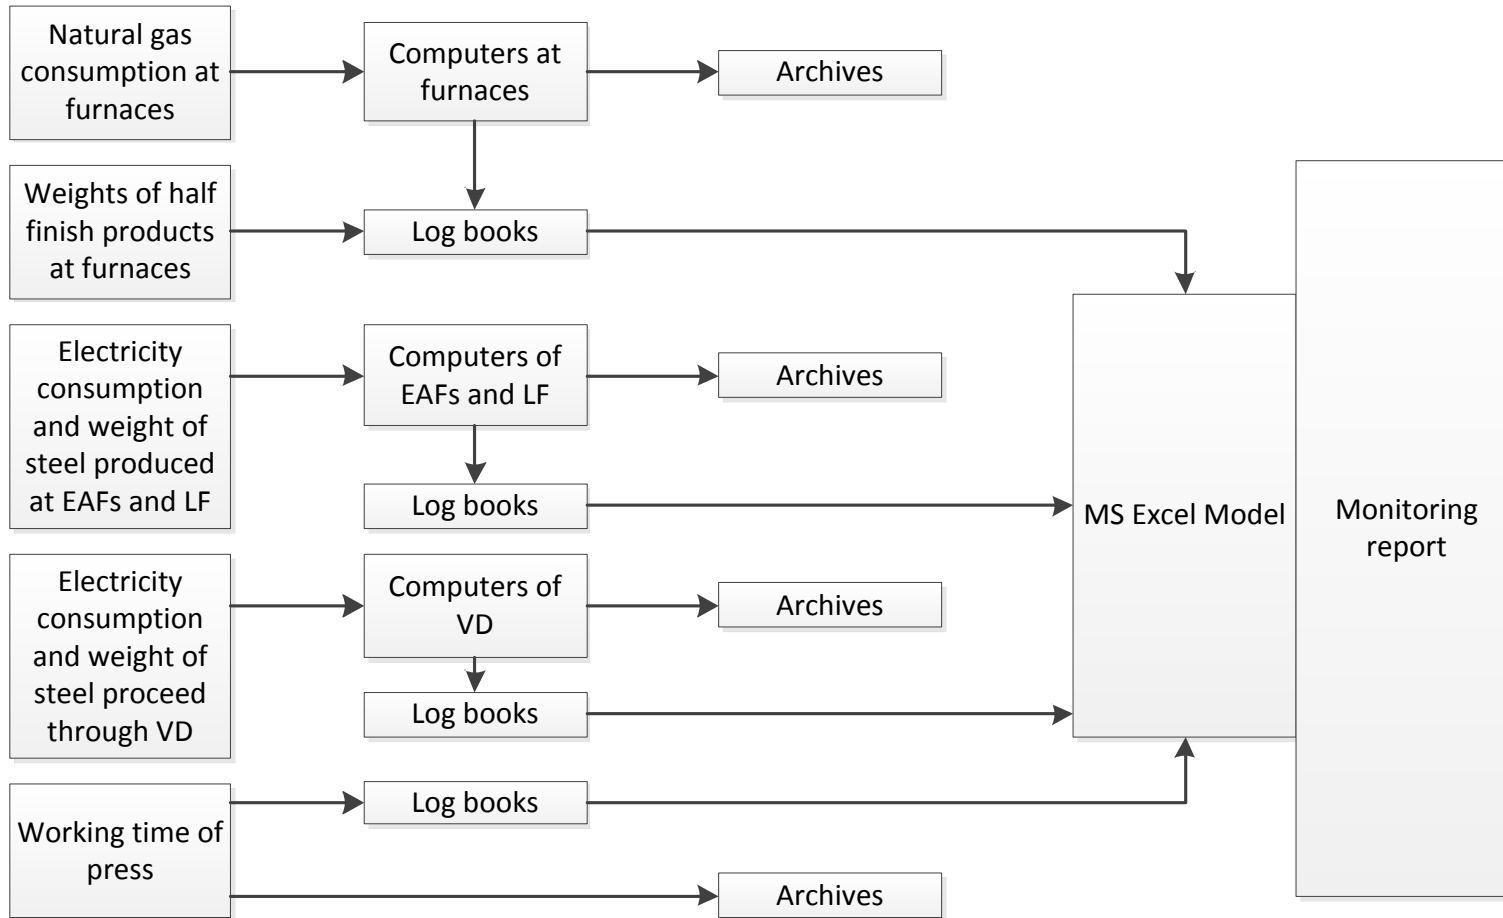 Natural gas
consumption at
furnaces
Computers at
furnaces
Archives
Weights of half
finish products
at furnaces
Log books
Electricity
consumption
and weight of
steel produced
at EAFs and LF
Computers of
EAFs and LF
Archives
Log books
MS Excel Model
Monitoring
report
Electricity
consumption
and weight of
steel proceed
through VD
Computers of
VD
Archives
Log books
Working time of
press
Log books
Archives